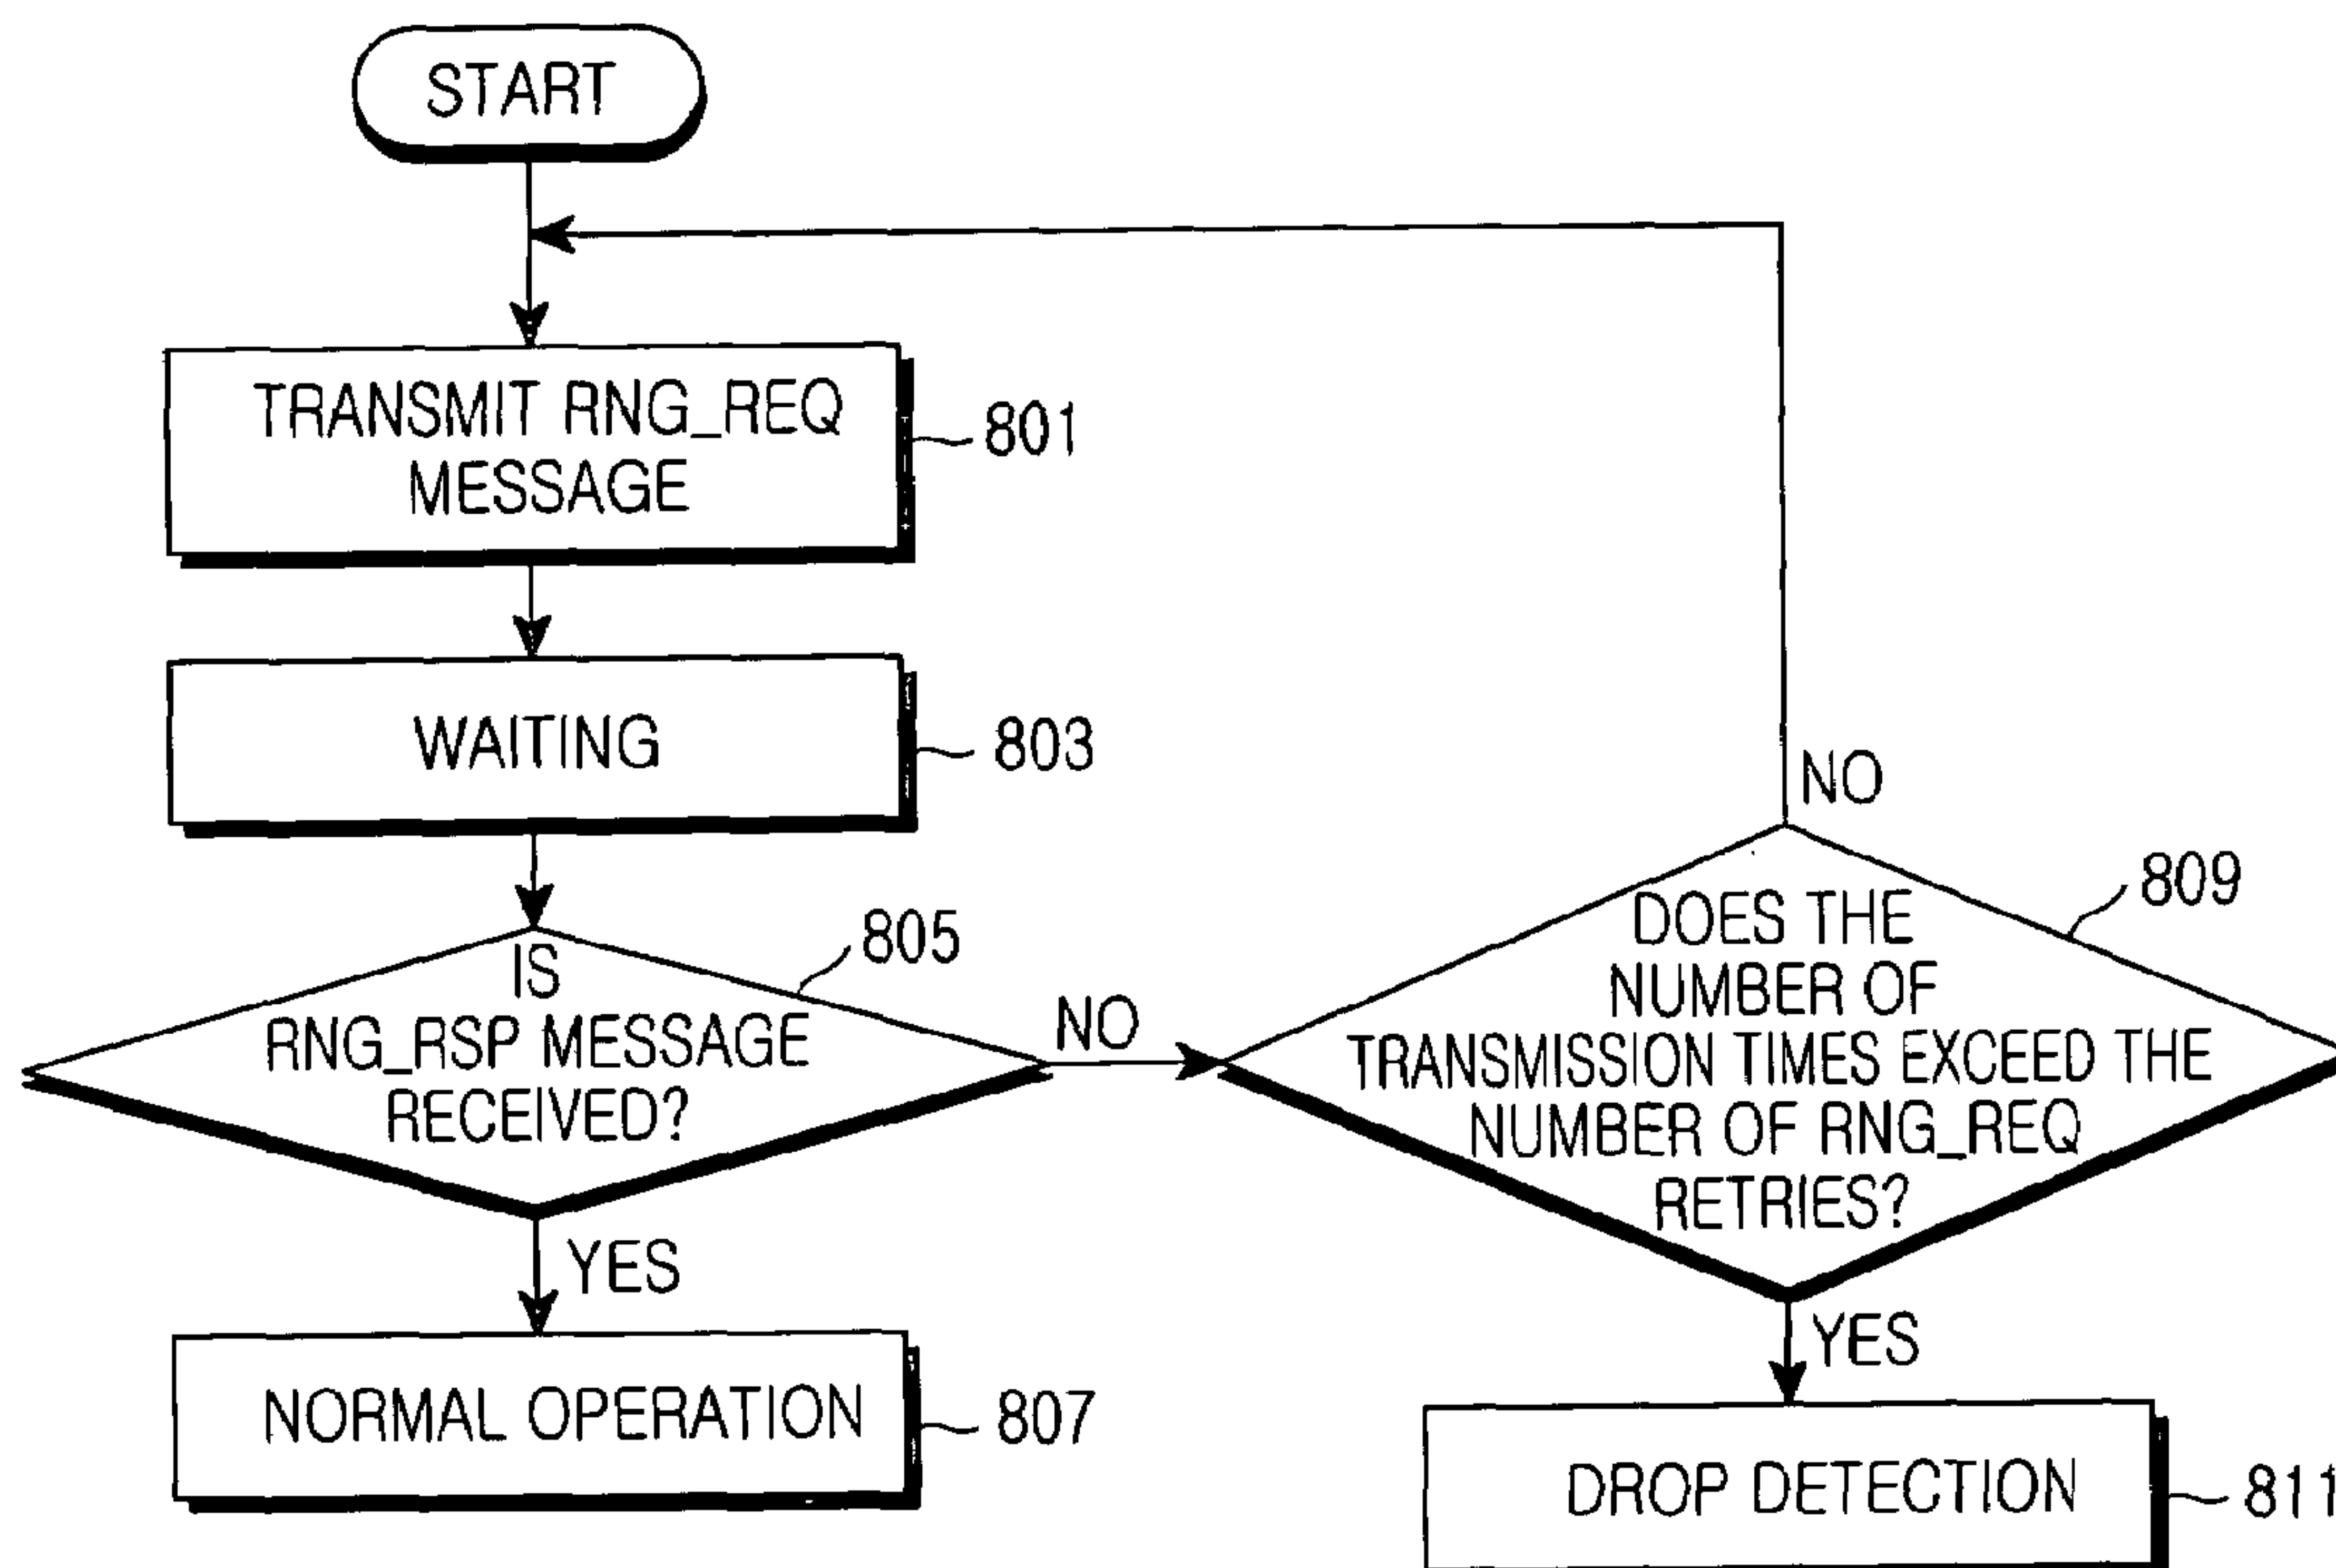 START
TRANSMIT RNG_REQ
MESSAGE
801
WAITING
803
IS
RNG_RSP MESSAGE
RECEIVED?
805
NO
YES
NORMAL OPERATION
807
NO
DOES THE
NUMBER OF
TRANSMISSION TIMES EXCEED THE
NUMBER OF RNG_REQ
RETRIES?
809
YES
DROP DETECTION
811